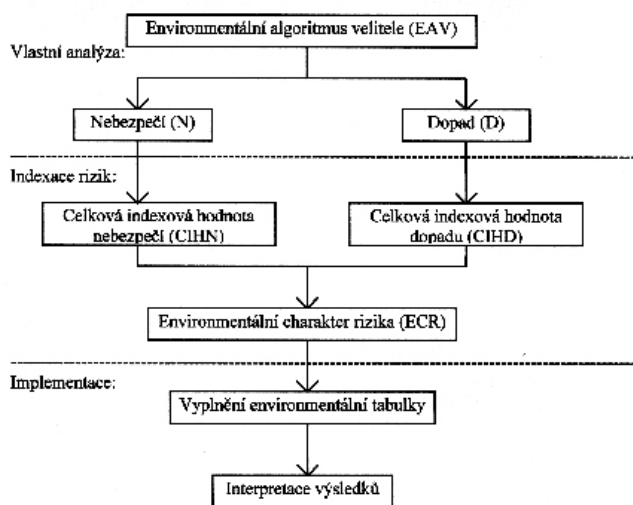 Environmentální algoritmus velitele (EAV)
Vlastní analýza:
Nebezpečí (N)
Dopad (D)
Indexace rizik:
Celková indexová hodnota
nebezpečí (CIHN)
Celková indexová hodnota
dopadu (CIHD)
Environmentální charakter rizika (ECR)
Implementace:
Vyplnění environmentální tabulky
Interpretace výsledků